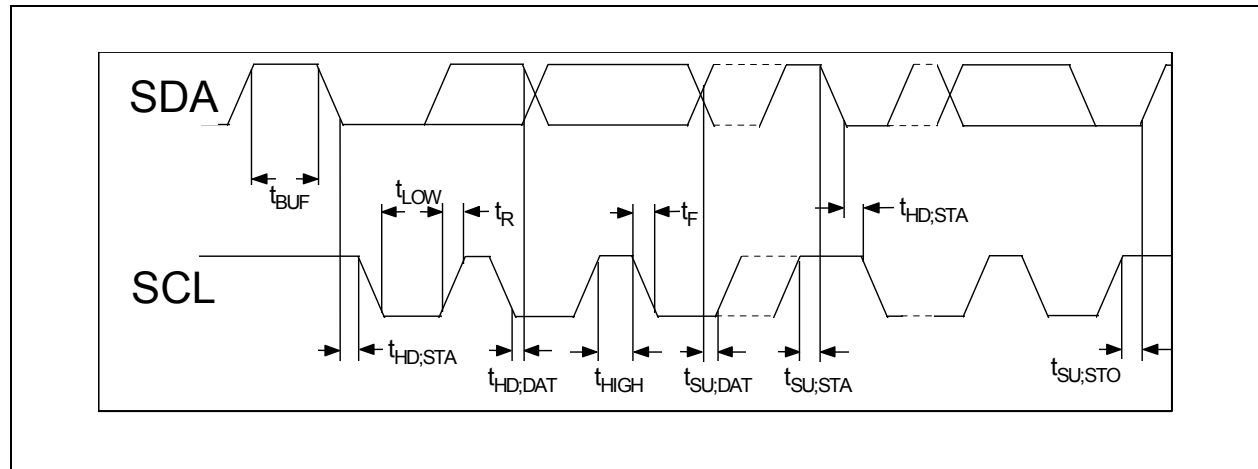 SDA
tBUF
tLOW
tR
tF
tHD;STA
SCL
tHD;STA
tHD;DAT
tHIGH
tSU;DAT
tSU;STA
tSU;STO